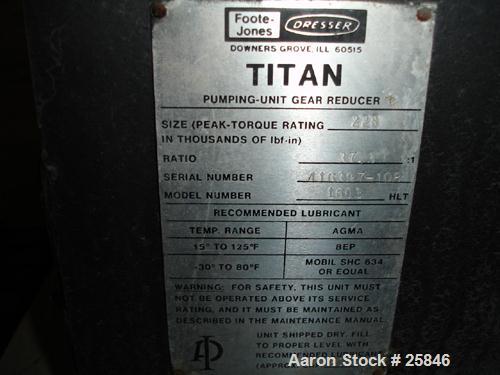 Foote-
Jones
DRESSER
DOWNERS GROVE, ILL 60515
TITAN
PUMPING-UNIT GEAR REDUCER
SIZE (PEAK-TORQUE RATING 228
IN THOUSANDS OF lbf·in)
RATIO :1
SERIAL NUMBER
MODEL NUMBER HLT
RECOMMENDED LUBRICANT
TEMP. RANGE AGMA
15° TO 125°F 8EP
-30° TO 80°F MOBIL SHC 634
OR EQUAL
WARNING: FOR SAFETY, THIS UNIT MUST
NOT BE OPERATED ABOVE ITS SERVICE
RATING, AND IT MUST BE MAINTAINED AS
DESCRIBED IN THE MAINTENANCE MANUAL
UNIT SHIPPED DRY. FILL
TO PROPER LEVEL WITH
RECOMMENDED LUBRICANT
(APPROX
Aaron Stock # 25846